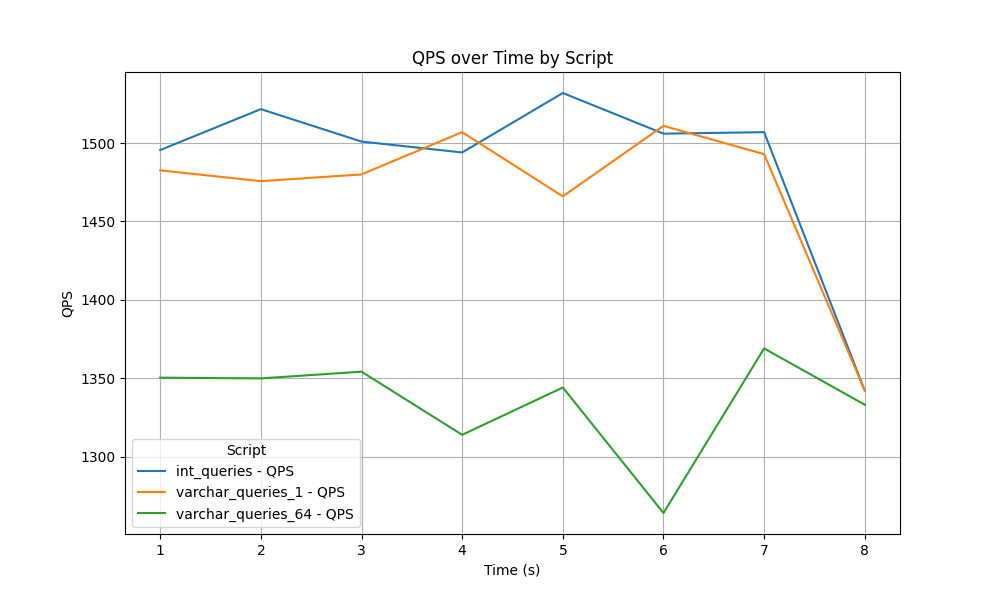 QPS over Time by Script
QPS
1500
1450
1400
1350
1300
Script
int_queries - QPS
varchar_queries_1 - QPS
varchar_queries_64 - QPS
1 2 3 4 5 6 7 8
Time (s)